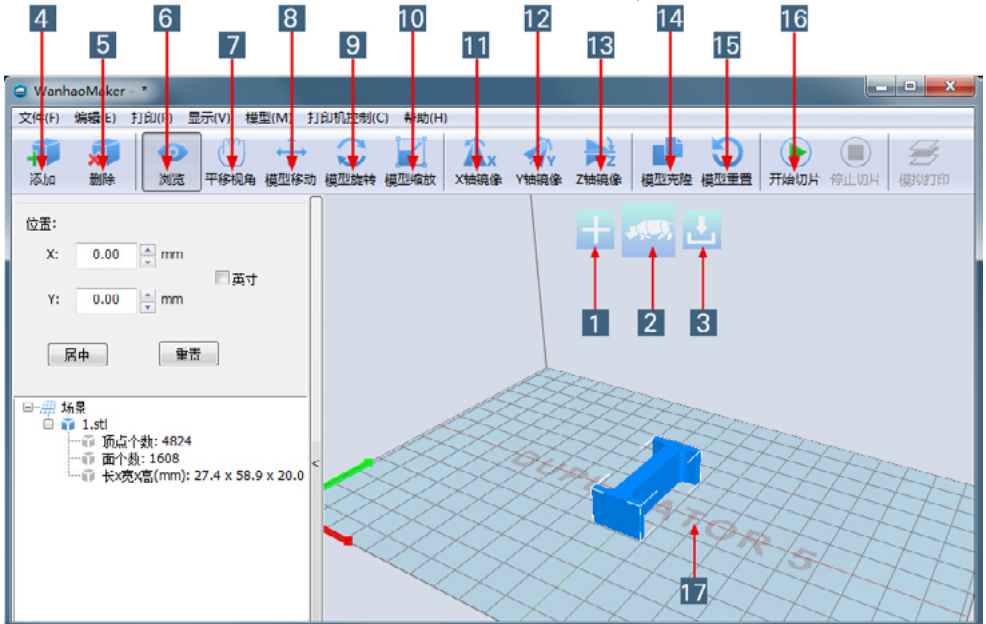 4 6 8 10 12 14 16
5 7 9 11 13 15
WanhaoMaker - *
文件(F) 编辑(E) 打印(P) 显示(V) 模型(M) 打印机控制(C) 帮助(H)
添加 删除 浏览 平移视角 模型移动 模型旋转 模型缩放 X轴镜像 Y轴镜像 Z轴镜像 模型克隆 模型重置 开始切片 停止切片 模拟打印
位置:
X: 0.00 mm
英寸
Y: 0.00 mm
1 2 3
居中 重置
场景
1.stl
顶点个数: 4824
面个数: 1608
长x宽x高(mm): 27.4 x 58.9 x 20.0
<
DUPLICATOR 5
17